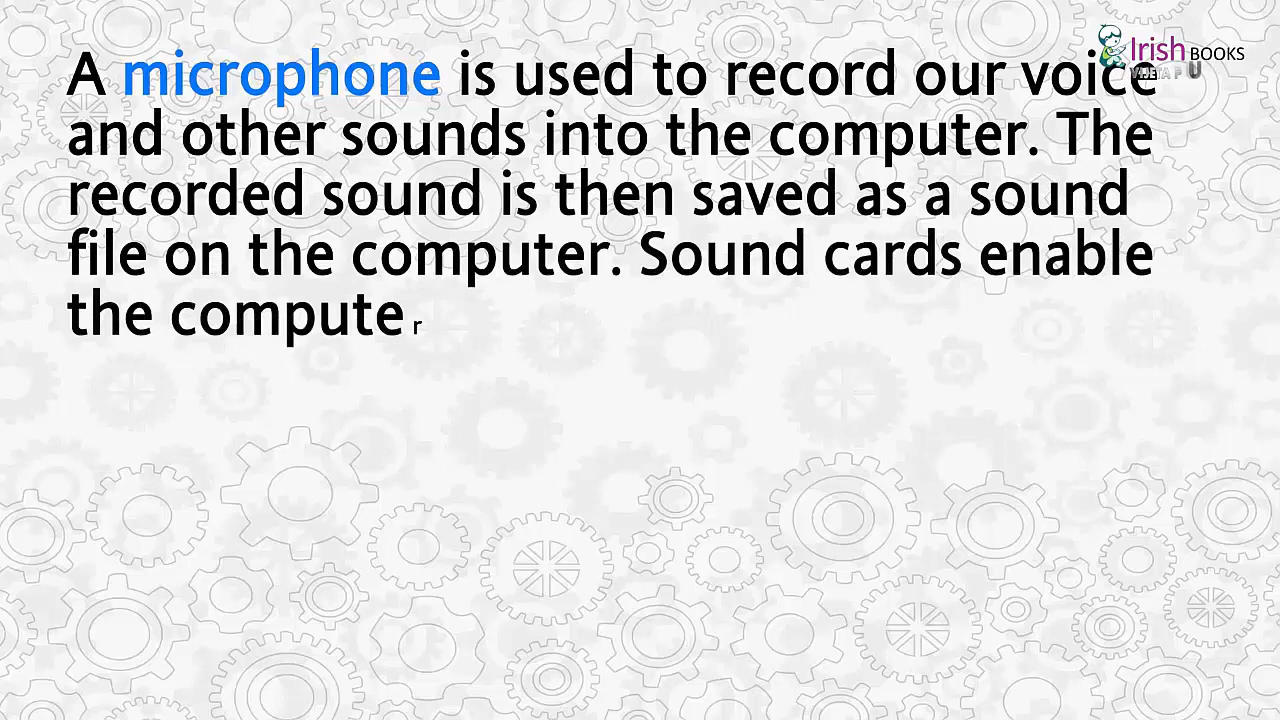 A microphone is used to record our voice
and other sounds into the computer. The
recorded sound is then saved as a sound
file on the computer. Sound cards enable
the computer
Irish BOOKS